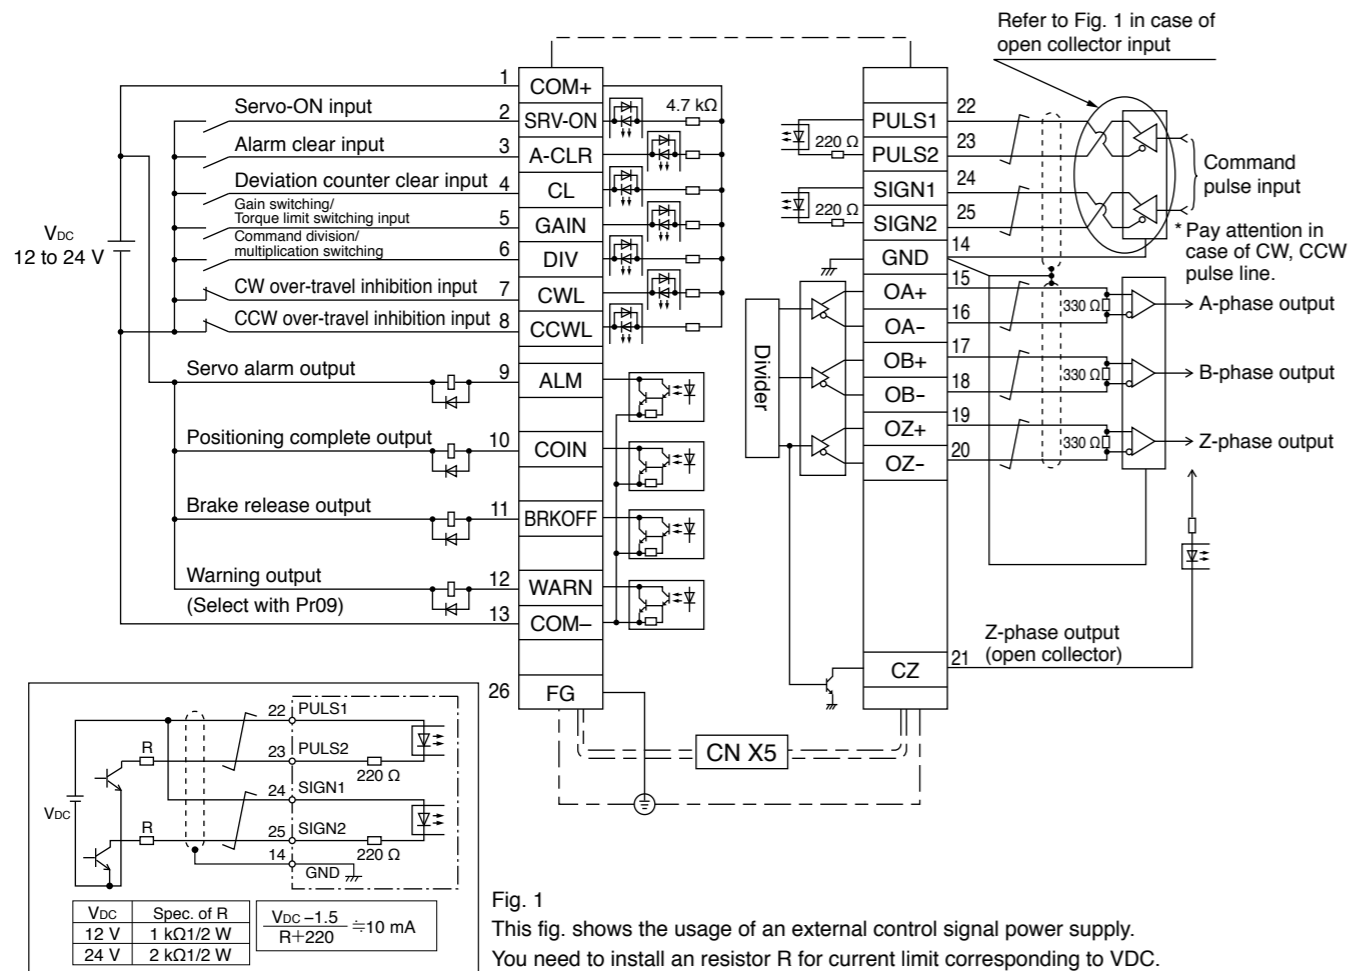 Refer to Fig. 1 in case of
open collector input
1
COM+
Servo-ON input
2
SRV-ON
4.7 kΩ
Alarm clear input
3
A-CLR
Deviation counter clear input
4
CL
Gain switching/
Torque limit switching input
5
GAIN
Command division/
multiplication switching
6
DIV
CW over-travel inhibition input
7
CWL
CCW over-travel inhibition input
8
CCWL
VDC
12 to 24 V
Servo alarm output
9
ALM
Positioning complete output
10
COIN
Brake release output
11
BRKOFF
Warning output
12
WARN
(Select with Pr09)
13
COM–
26
FG
22
PULS1
220 Ω
23
PULS2
24
SIGN1
220 Ω
25
SIGN2
14
GND
Command
pulse input
* Pay attention in
case of CW, CCW
pulse line.
15
OA+
16
OA–
330 Ω
A-phase output
17
OB+
18
OB–
330 Ω
B-phase output
19
OZ+
20
OZ–
330 Ω
Z-phase output
Divider
Z-phase output
(open collector)
21
CZ
CN X5
22
PULS1
R
23
PULS2
220 Ω
24
SIGN1
VDC
R
25
SIGN2
220 Ω
14
GND
VDC Spec. of R
12 V 1 kΩ1/2 W
24 V 2 kΩ1/2 W
VDC –1.5
R+220
≒10 mA
Fig. 1
This fig. shows the usage of an external control signal power supply.
You need to install an resistor R for current limit corresponding to VDC.